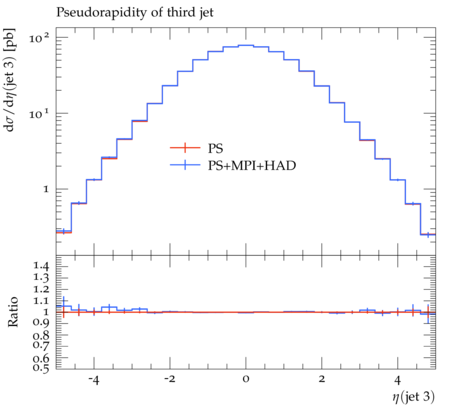 Pseudorapidity of third jet
dσ/dη(jet 3) [pb]
10²
10¹
1
PS
PS+MPI+HAD
Ratio
1.4
1.3
1.2
1.1
1
0.9
0.8
0.7
0.6
0.5
-4 -2 0 2 4
η(jet 3)